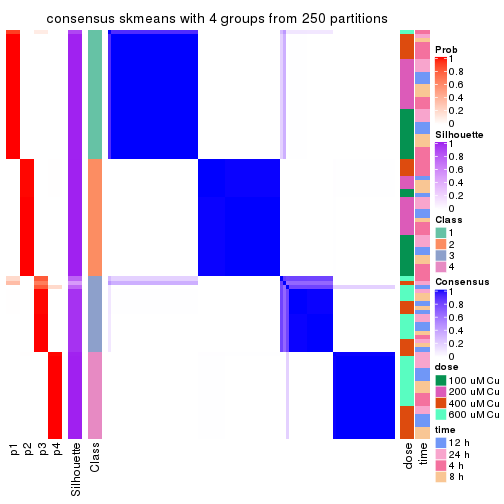 consensus skmeans with 4 groups from 250 partitions
Prob
1
0.8
0.6
0.4
0.2
0
Silhouette
1
0.8
0.6
0.4
0.2
0
Class
1
2
3
4
Consensus
1
0.8
0.6
0.4
0.2
0
dose
100 uM Cu
200 uM Cu
400 uM Cu
600 uM Cu
time
12 h
24 h
4 h
8 h
p1
p2
p3
p4
Silhouette
Class
dose
time